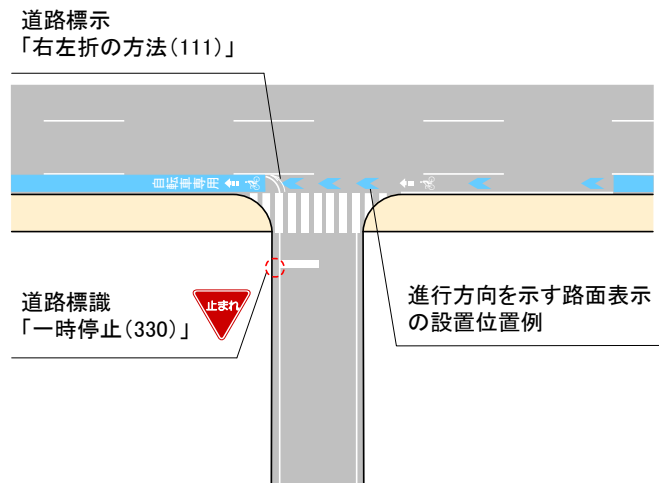 道路標示
「右左折の方法(111)」
自転車専用
道路標識
「一時停止(330)」
止まれ
進行方向を示す路面表示
の設置位置例